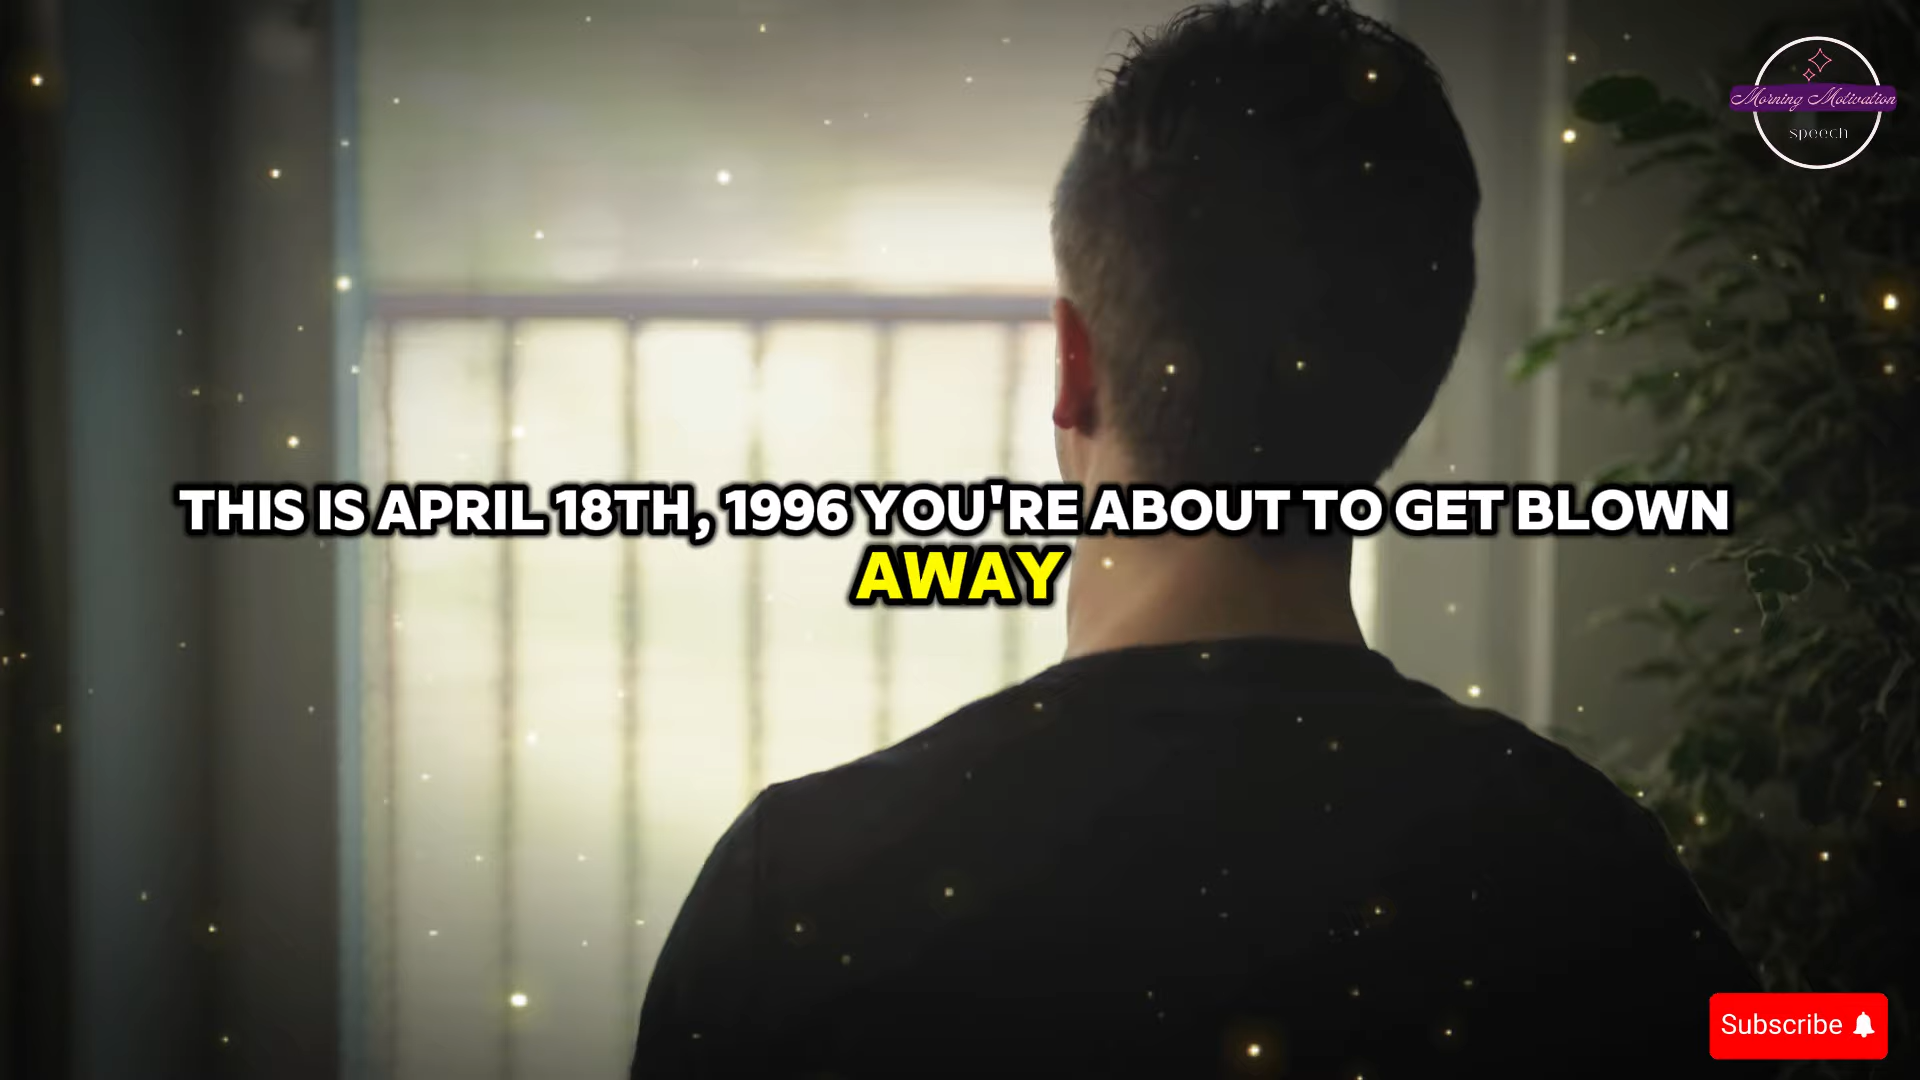 Morning Motivation
speech
THIS IS APRIL 18TH, 1996 YOU'RE ABOUT TO GET BLOWN
AWAY
Subscribe